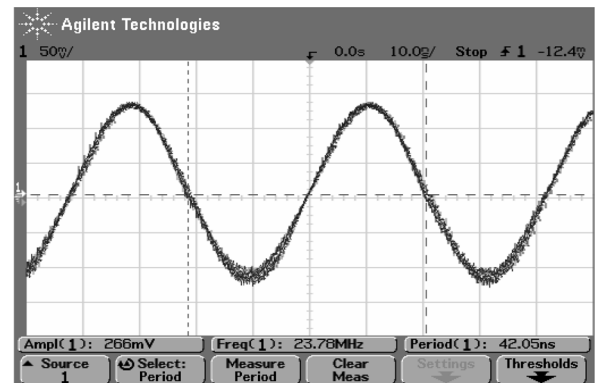 Agilent Technologies
1 50mV/ 0.0s 10.0ns/ Stop 1 -12.4mV
1
Ampl(1): 266mV Freq(1): 23.78MHz Period(1): 42.05ns
Source Select: Measure Clear Settings Thresholds
1 Period Period Meas